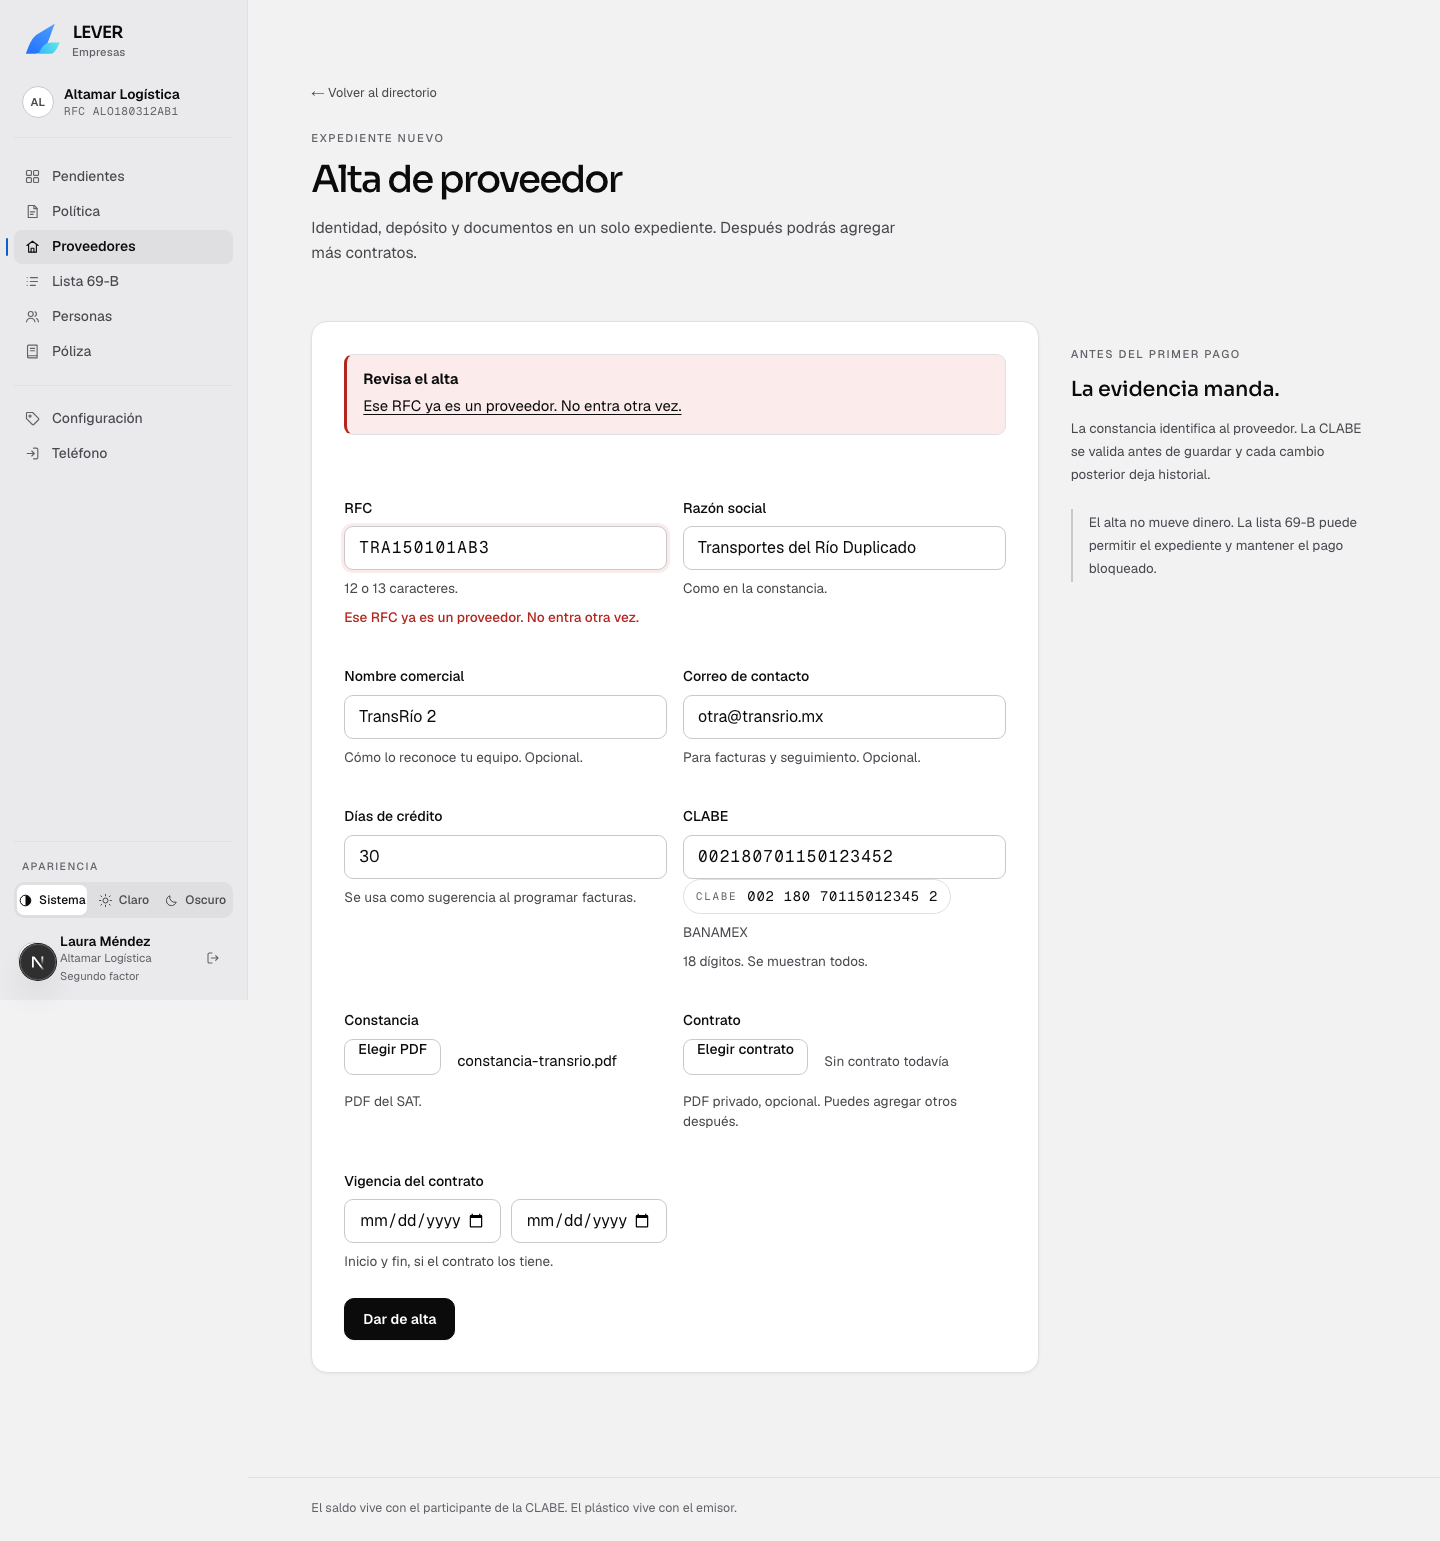 LEVER
Empresas
AL
Altamar Logística
RFC ALO180312AB1
Pendientes
Política
Proveedores
Lista 69-B
Personas
Póliza
Configuración
Teléfono
APARIENCIA
Sistema
Claro
Oscuro
N
Laura Méndez
Altamar Logística
Segundo factor
← Volver al directorio
EXPEDIENTE NUEVO
Alta de proveedor
Identidad, depósito y documentos en un solo expediente. Después podrás agregar
más contratos.
Revisa el alta
Ese RFC ya es un proveedor. No entra otra vez.
RFC
TRA150101AB3
12 o 13 caracteres.
Ese RFC ya es un proveedor. No entra otra vez.
Razón social
Transportes del Río Duplicado
Como en la constancia.
Nombre comercial
TransRío 2
Cómo lo reconoce tu equipo. Opcional.
Correo de contacto
otra@transrio.mx
Para facturas y seguimiento. Opcional.
Días de crédito
30
Se usa como sugerencia al programar facturas.
CLABE
002180701150123452
CLABE 002 180 70115012345 2
BANAMEX
18 dígitos. Se muestran todos.
Constancia
Elegir PDF
constancia-transrio.pdf
PDF del SAT.
Contrato
Elegir contrato
Sin contrato todavía
PDF privado, opcional. Puedes agregar otros
después.
Vigencia del contrato
mm/dd/yyyy
mm/dd/yyyy
Inicio y fin, si el contrato los tiene.
Dar de alta
ANTES DEL PRIMER PAGO
La evidencia manda.
La constancia identifica al proveedor. La CLABE
se valida antes de guardar y cada cambio
posterior deja historial.
El alta no mueve dinero. La lista 69-B puede
permitir el expediente y mantener el pago
bloqueado.
El saldo vive con el participante de la CLABE. El plástico vive con el emisor.